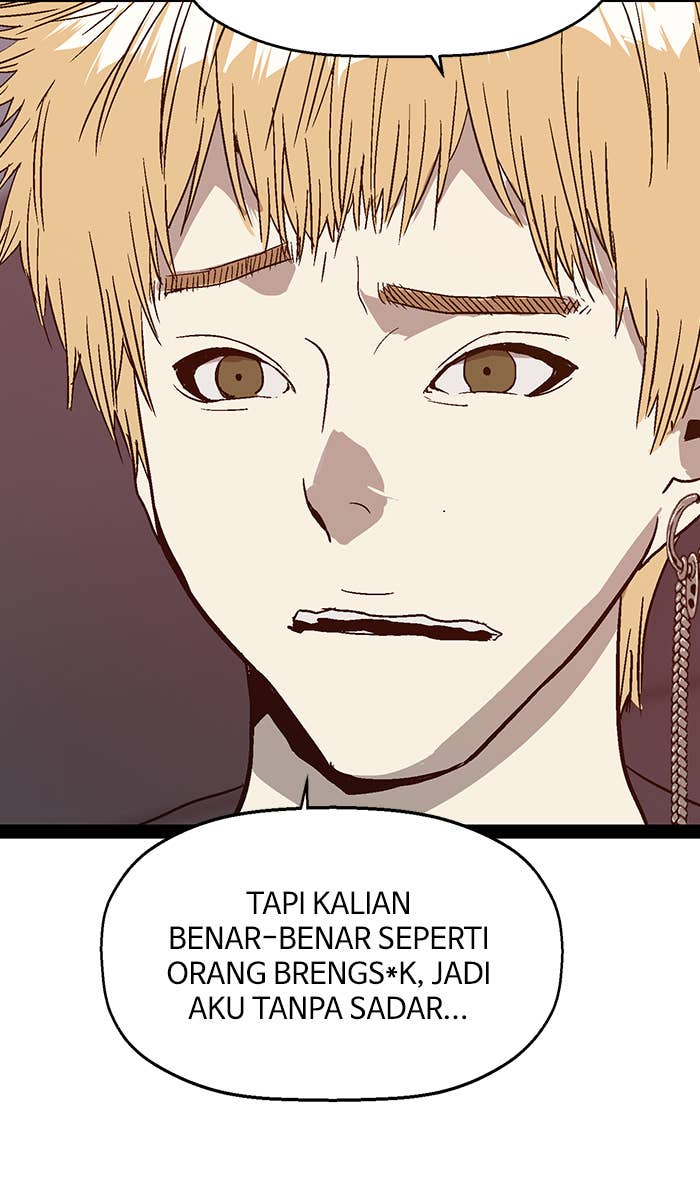 TAPI KALIAN
BENAR-BENAR SEPERTI
ORANG BRENGS*K, JADI
AKU TANPA SADAR...